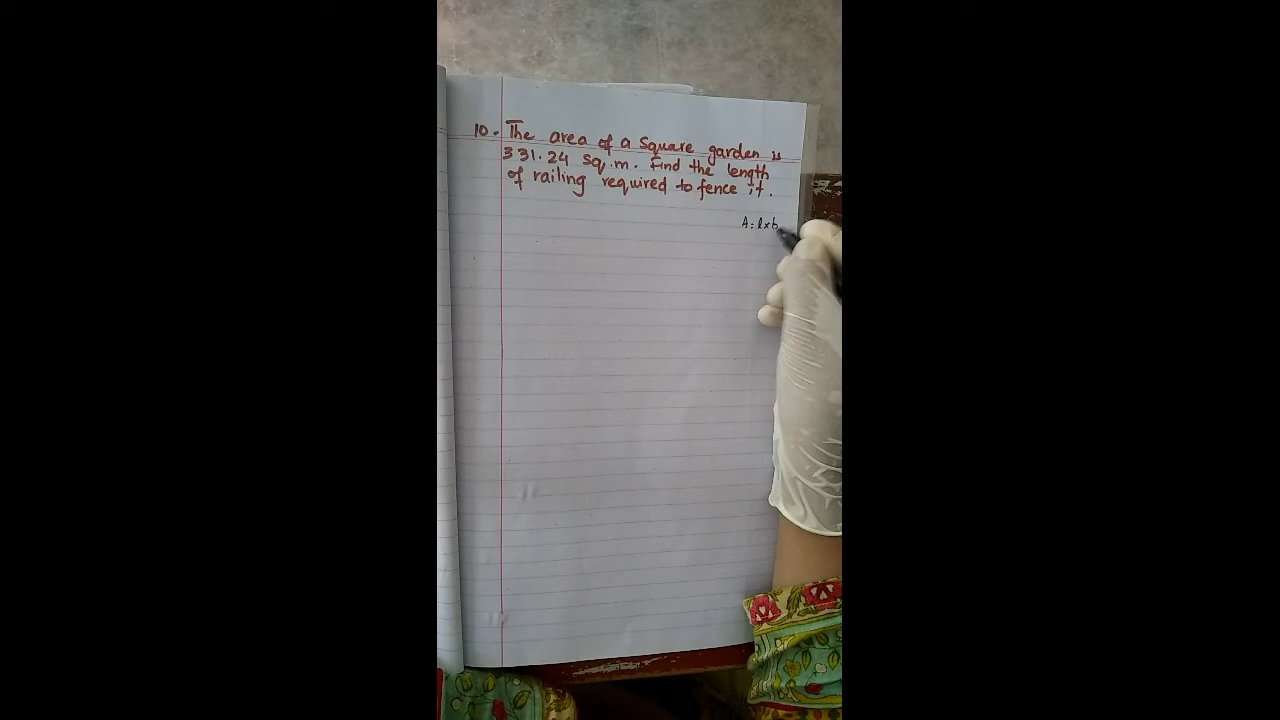 10. The area of a Square garden is
331.24 sq.m. Find the length
of railing required to fence it.
A = l×b